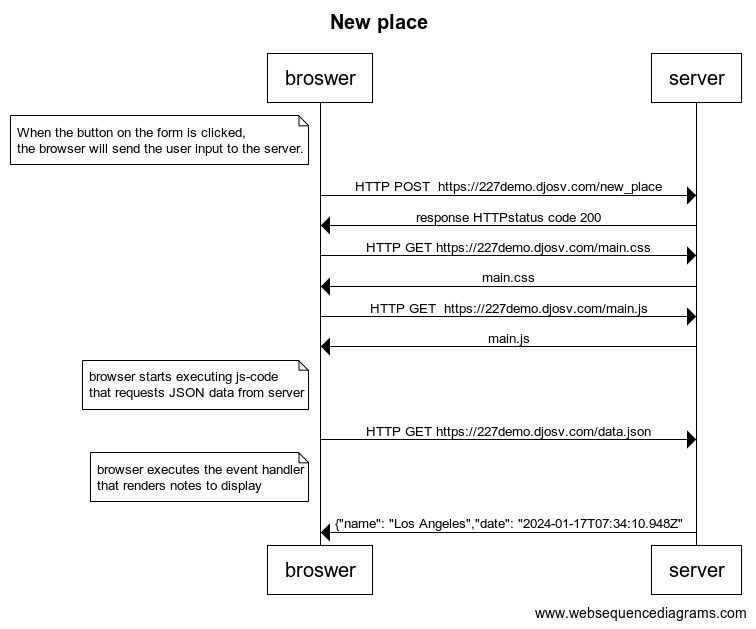 New place
broswer
server
When the button on the form is clicked,
the browser will send the user input to the server.
HTTP POST  https://227demo.djosv.com/new_place
response HTTPstatus code 200
HTTP GET https://227demo.djosv.com/main.css
main.css
HTTP GET  https://227demo.djosv.com/main.js
main.js
browser starts executing js-code
that requests JSON data from server
HTTP GET https://227demo.djosv.com/data.json
browser executes the event handler
that renders notes to display
{"name": "Los Angeles","date": "2024-01-17T07:34:10.948Z"
broswer
server
www.websequencediagrams.com